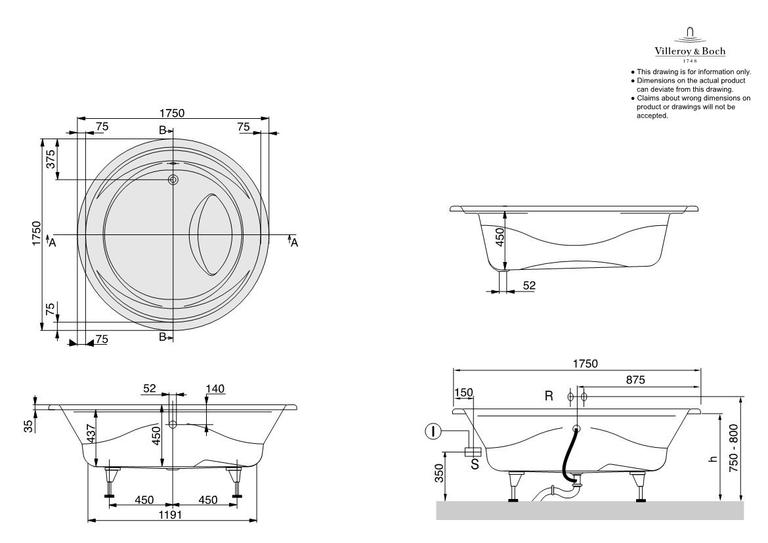 Villeroy & Boch
1748
● This drawing is for information only.
● Dimensions on the actual product
can deviate from this drawing.
● Claims about wrong dimensions on
product or drawings will not be
accepted.
1750
75
B
75
375
1750
A
A
75
75
B
450
52
52
140
35
437
450
450
450
1191
1750
875
150
R
I
S
350
h
750 - 800